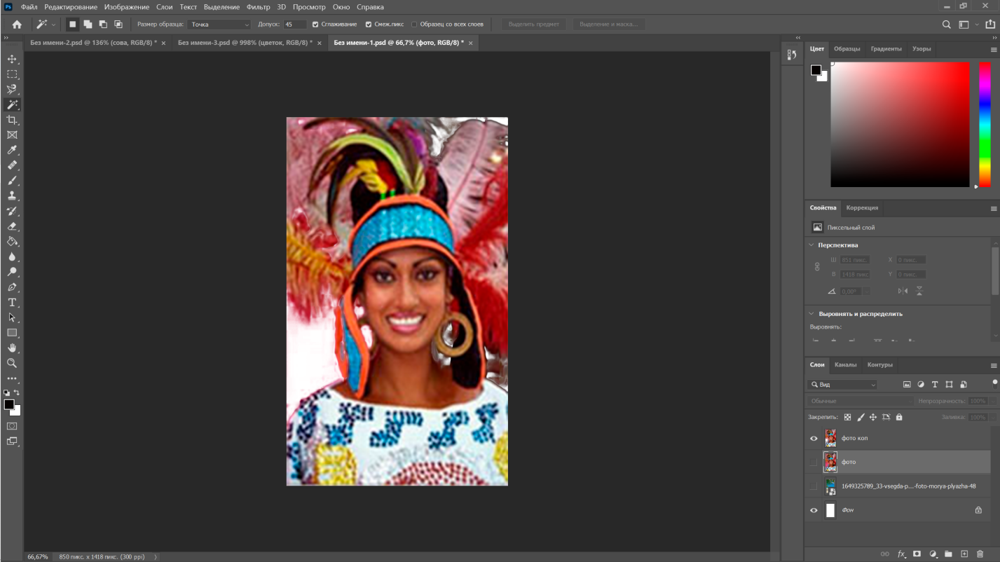 Ps Файл Редактирование Изображение Слои Текст Выделение Фильтр 3D Просмотр Окно Справка
Размер образца: Точка Допуск: 45 Сглаживание Смеж.пикс Образец со всех слоев Выделить предмет Выделение и маска...
Без имени-2.psd @ 136% (сова, RGB/8) * × Без имени-3.psd @ 998% (цветок, RGB/8) * × Без имени-1.psd @ 66,7% (фото, RGB/8) * ×
Цвет Образцы Градиенты Узоры
Свойства Коррекция
Пиксельный слой
Перспектива
Ш 851 пикс. X 0 пикс.
В 1418 пикс Y 0 пикс.
0,00°
Выровнять и распределить
Выровнять:
Слои Каналы Контуры
Вид
Обычные Непрозрачность: 100%
Закрепить: Заливка: 100%
фото коп
фото
1649325789_33-vsegda-p...-foto-morya-plyazha-48
Фон
66,67% 850 пикс. x 1418 пикс. (300 ppi)